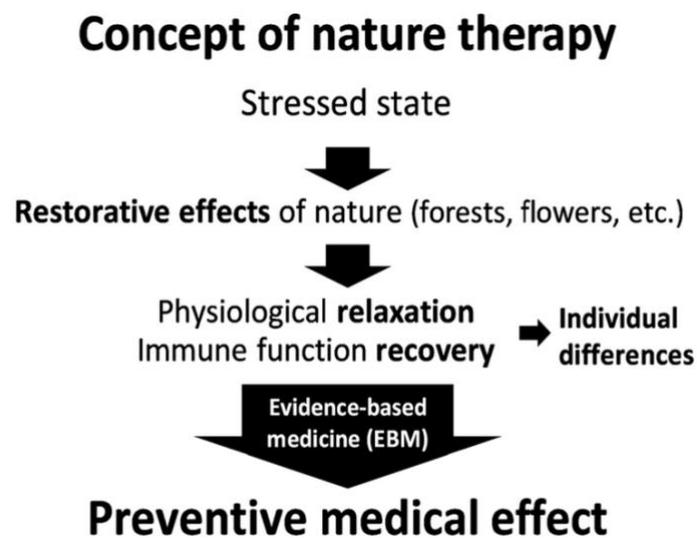 Concept of nature therapy
Stressed state
Restorative effects of nature (forests, flowers, etc.)
Physiological relaxation
Immune function recovery
Individual
differences
Evidence-based
medicine (EBM)
Preventive medical effect